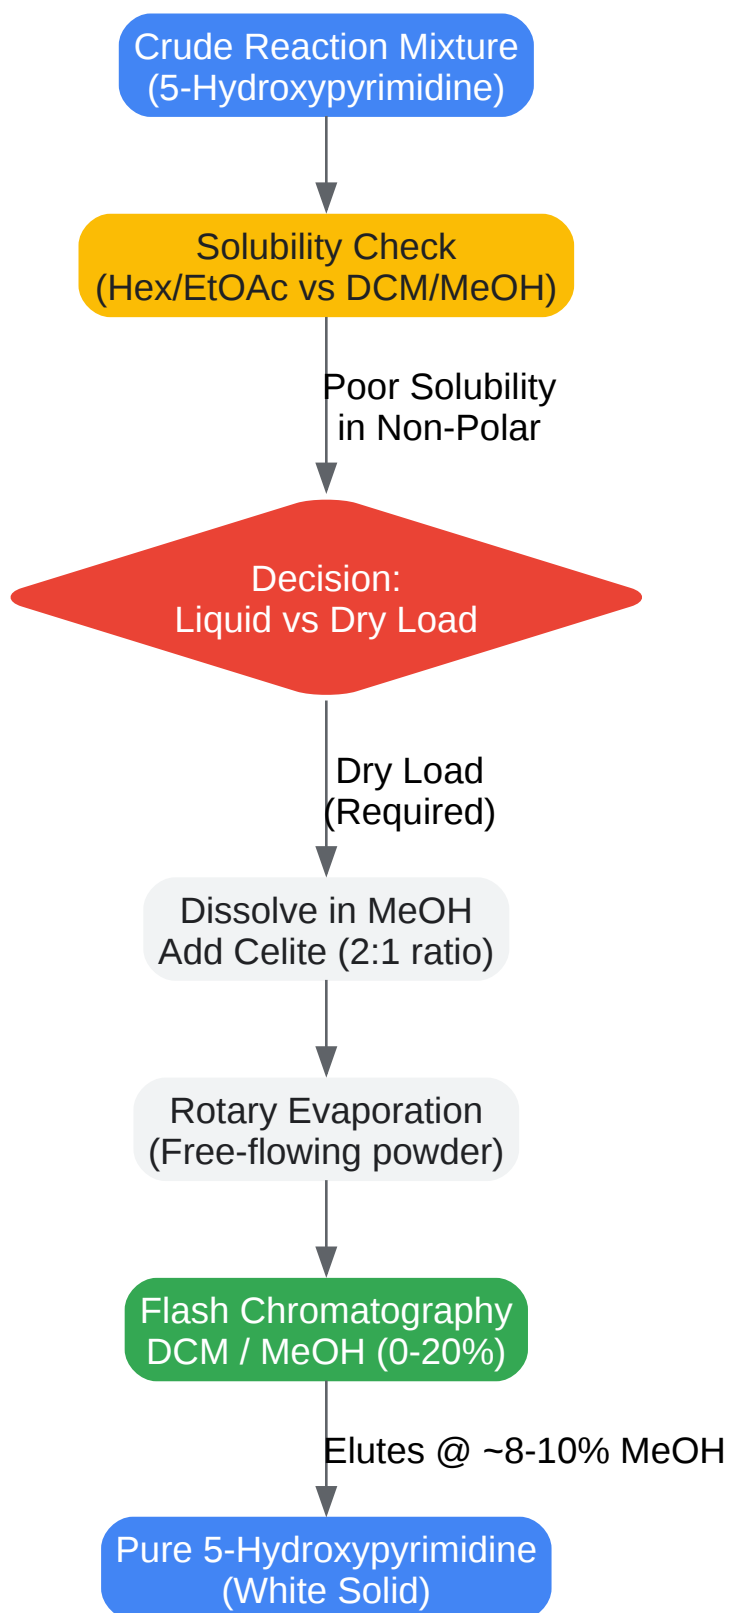 Crude Reaction Mixture
(5-Hydroxypyrimidine)
Solubility Check
(Hex/EtOAc vs DCM/MeOH)
Poor Solubility
in Non-Polar
Decision:
Liquid vs Dry Load
Dry Load
(Required)
Dissolve in MeOH
Add Celite (2:1 ratio)
Rotary Evaporation
(Free-flowing powder)
Flash Chromatography
DCM / MeOH (0-20%)
Elutes @ ~8-10% MeOH
Pure 5-Hydroxypyrimidine
(White Solid)